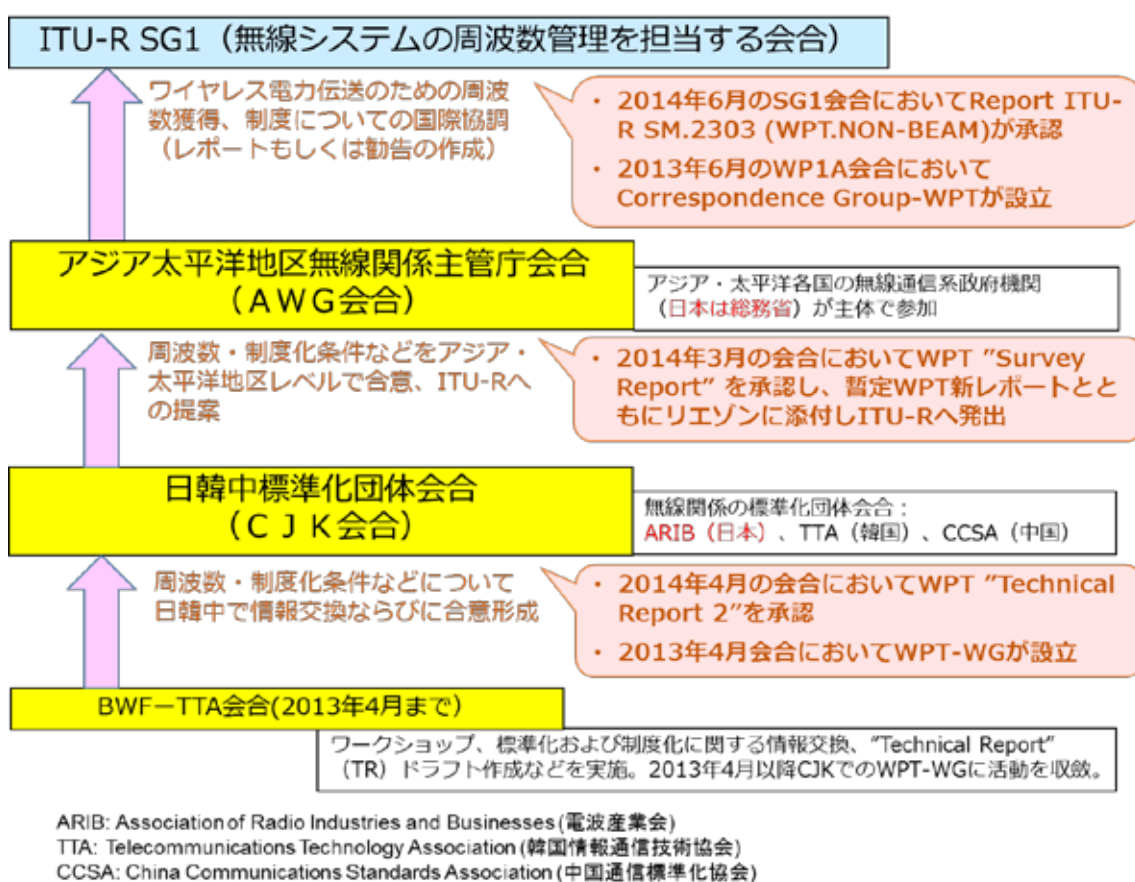 ITU-R SG1（無線システムの周波数管理を担当する会合）
ワイヤレス電力伝送のための周波
数獲得、制度についての国際協調
（レポートもしくは勧告の作成）
・ 2014年6月のSG1会合においてReport ITU-
R SM.2303 (WPT.NON-BEAM)が承認
・ 2013年6月のWP1A会合において
Correspondence Group-WPTが設立
アジア太平洋地区無線関係主管庁会合
（ＡＷＧ会合）
アジア・太平洋各国の無線通信系政府機関
（日本は総務省）が主体で参加
周波数・制度化条件などをアジア・
太平洋地区レベルで合意、ITU-Rへ
の提案
・ 2014年3月の会合においてWPT ”Survey
Report” を承認し、暫定WPT新レポートとと
もにリエゾンに添付しITU-Rへ発出
日韓中標準化団体会合
（ＣＪＫ会合）
無線関係の標準化団体会合：
ARIB（日本）、TTA（韓国）、CCSA（中国）
周波数・制度化条件などについて
日韓中で情報交換ならびに合意形成
・ 2014年4月の会合においてWPT ”Technical
Report 2”を承認
・ 2013年4月会合においてWPT-WGが設立
BWF－TTA会合(2013年4月まで）
ワークショップ、標準化および制度化に関する情報交換、”Technical Report”
（TR）ドラフト作成などを実施。2013年4月以降CJKでのWPT-WGに活動を収斂。
ARIB: Association of Radio Industries and Businesses (電波産業会)
TTA: Telecommunications Technology Association (韓国情報通信技術協会)
CCSA: China Communications Standards Association (中国通信標準化協会)